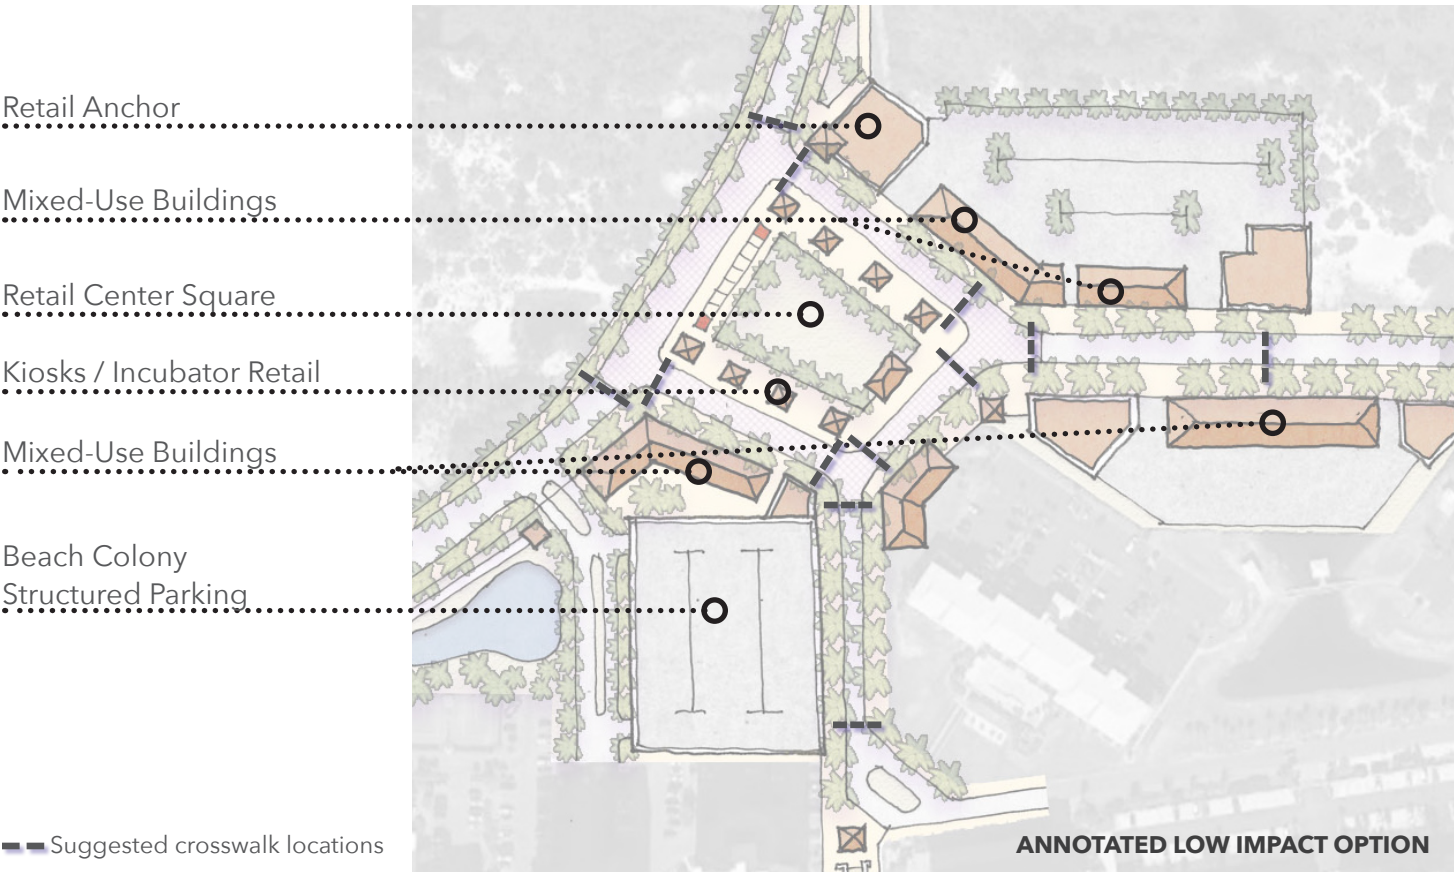 Retail Anchor
Mixed-Use Buildings
Retail Center Square
Kiosks / Incubator Retail
Mixed-Use Buildings
Beach Colony
Structured Parking
Suggested crosswalk locations
ANNOTATED LOW IMPACT OPTION